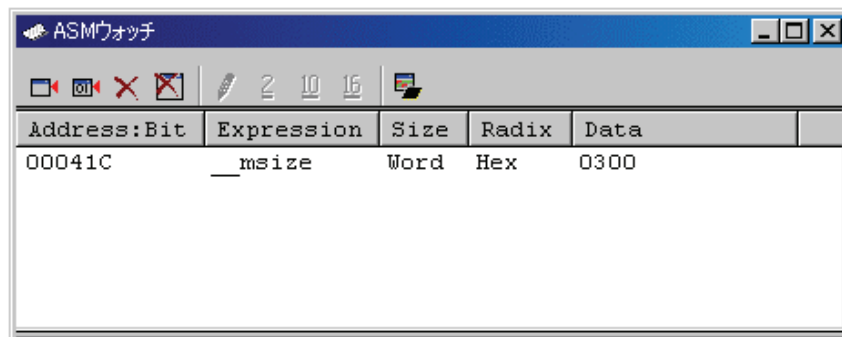 ASMウォッチ
2 10 16
Address:Bit Expression Size Radix Data
00041C __msize Word Hex 0300